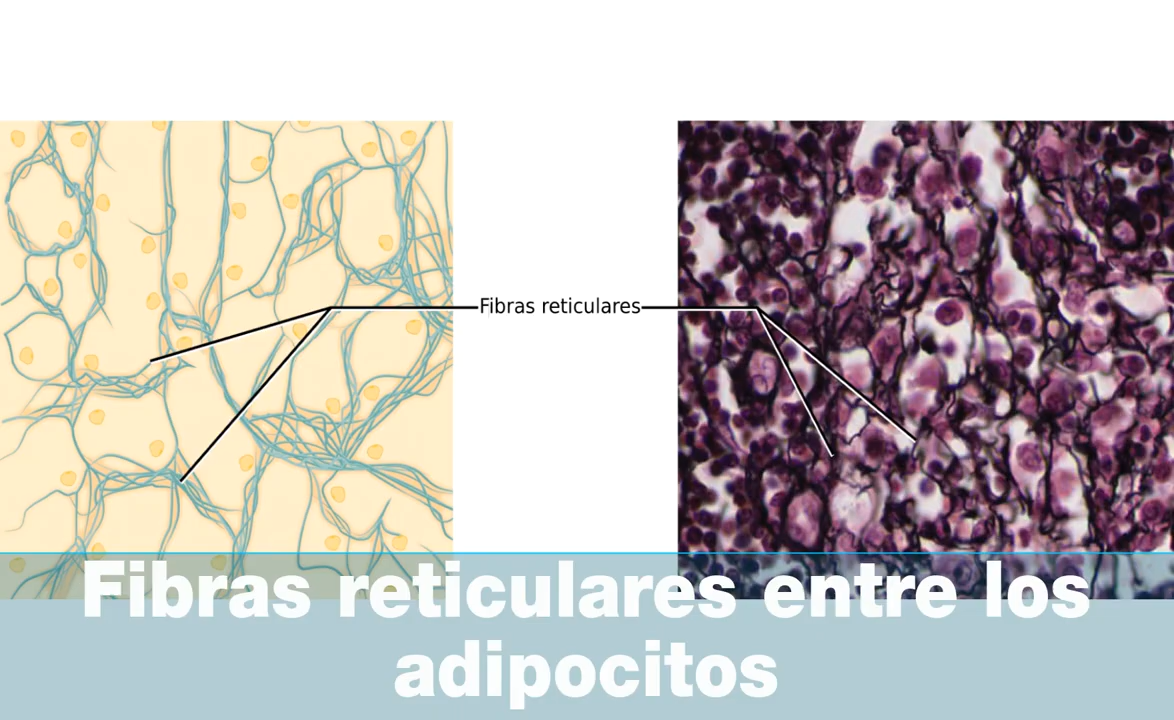 Fibras reticulares
Fibras reticulares entre los
adipocitos